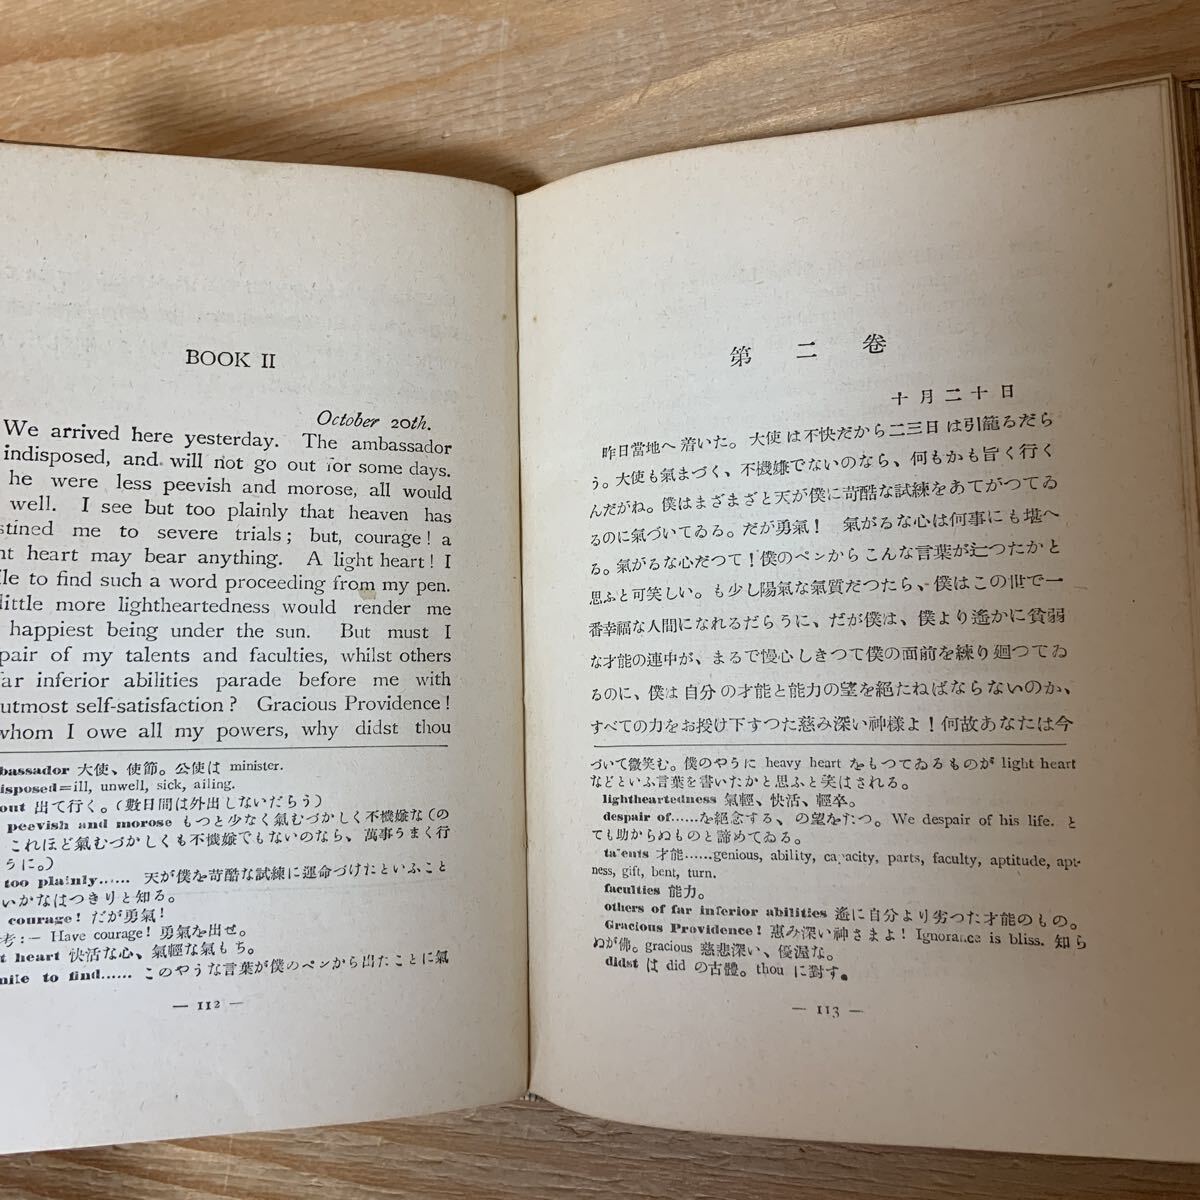 BOOK II
October 20th.
We arrived here yesterday. The ambassador
indisposed, and will not go out for some days.
he were less peevish and morose, all would
well. I see but too plainly that heaven has
me to severe trials; but, courage! a
heart may bear anything. A light heart! I
to find such a word proceeding from my pen.
little more lightheartedness would render me
happiest being under the sun. But must I
of my talents and faculties, whilst others
far inferior abilities parade before me with
utmost self-satisfaction? Gracious Providence!
whom I owe all my powers, why didst thou
大使、使節。公使は minister.
=ill, unwell, sick, ailing.
out 出て行く。(數日間は外出しないだらう)
peevish and morose もつと少なく氣むづかしく不機嫌な(の
これほど氣むづかしくも不機嫌でもないのなら、萬事うまく行
うに。)
too plainly...... 天が僕を苛酷な試練に運命づけたといふこと
いかなはつきりと知る。
courage! だが勇氣!
考:— Have courage! 勇氣を出せ。
heart 快活な心、氣輕な氣もち。
to find...... このやうな言葉が僕のペンから出たことに氣
— 112 —
第二卷
十月二十日
昨日當地へ着いた。大使は不快だから二三日は引籠るだら
う。大使も氣まづく、不機嫌でないのなら、何もかも旨く行く
んだがね。僕はまざまざと天が僕に苛酷な試練をあてがつてゐ
るのに氣づいてゐる。だが勇氣! 氣がるな心は何事にも堪へ
る。氣がるな心だつて!僕のペンからこんな言葉が辷つたかと
思ふと可笑しい。も少し陽氣な氣質だつたら、僕はこの世で一
番幸福な人間になれるだらうに、だが僕は、僕より遙かに貧弱
な才能の連中が、まるで慢心しきつて僕の面前を練り廻つてゐ
るのに、僕は自分の才能と能力の望を絕たねばならないのか、
すべての力をお授け下すつた慈み深い神樣よ!何故あなたは今
づいて微笑む。僕のやうに heavy heart をもつてゐるものが light heart
などといふ言葉を書いたかと思ふと笑はされる。
lightheartedness 氣輕、快活、輕卒。
despair of......を絕念する、の望をたつ。We despair of his life. と
ても助からぬものと諦めてゐる。
talents 才能......genious, ability, capacity, parts, faculty, aptitude, apt-
ness, gift, bent, turn.
faculties 能力。
others of far inferior abilities 遙に自分より劣つた才能のもの。
Gracious Providence! 惠み深い神さまよ! Ignorance is bliss. 知ら
ぬが佛。gracious 慈悲深い、優渥な。
didst は did の古體。thou に對す。
— 113 —